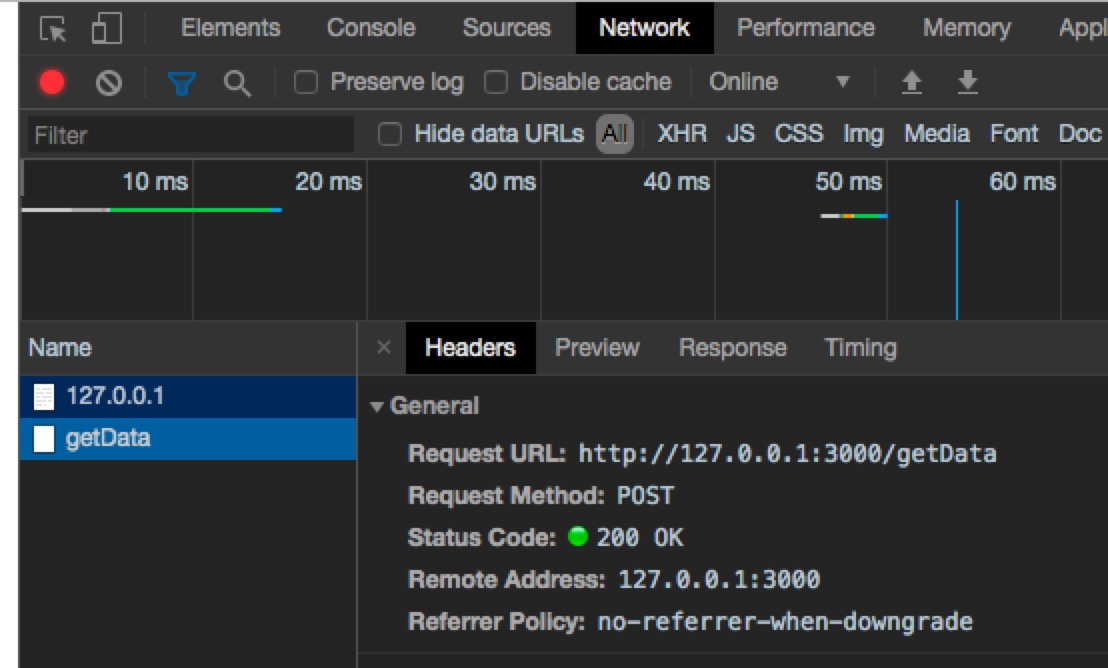 Elements Console Sources Network Performance Memory Appl
Preserve log Disable cache Online
Filter Hide data URLs All XHR JS CSS Img Media Font Doc
10 ms 20 ms 30 ms 40 ms 50 ms 60 ms
Name × Headers Preview Response Timing
127.0.0.1
General
getData
Request URL: http://127.0.0.1:3000/getData
Request Method: POST
Status Code: 200 OK
Remote Address: 127.0.0.1:3000
Referrer Policy: no-referrer-when-downgrade